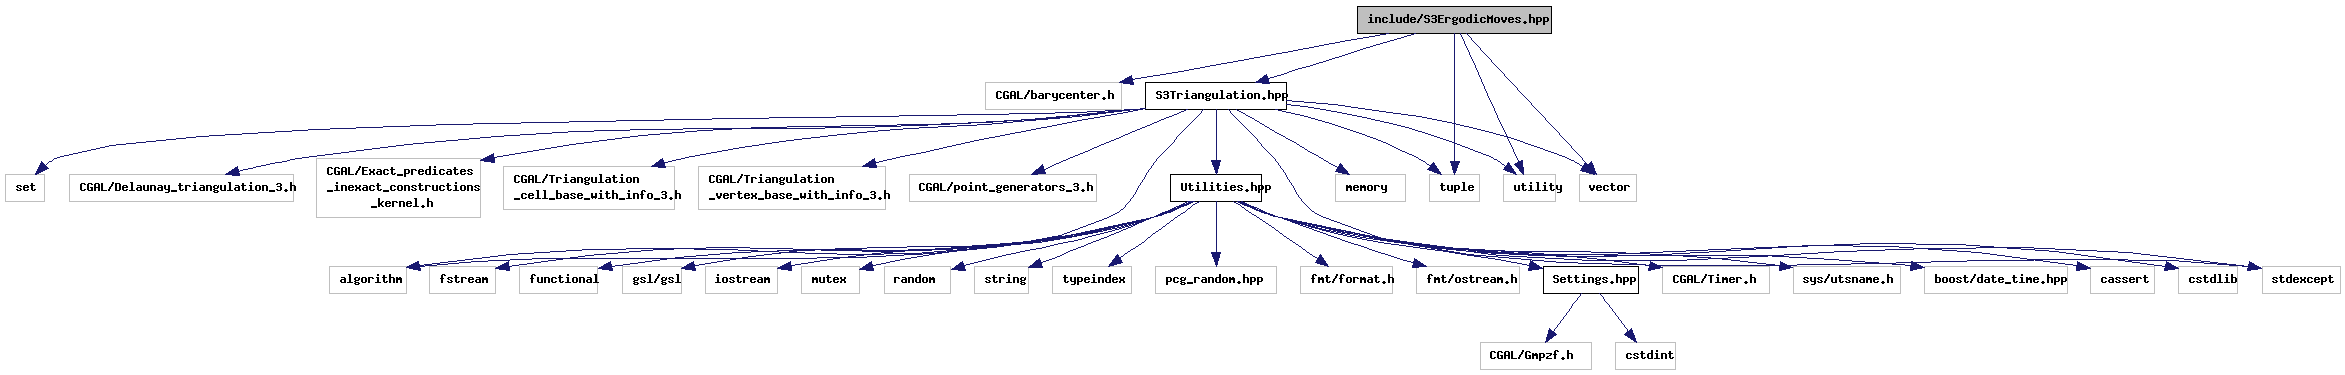 include/S3ErgodicMoves.hpp
CGAL/barycenter.h
S3Triangulation.hpp
set
CGAL/Delaunay_triangulation_3.h
CGAL/Exact_predicates
_inexact_constructions
_kernel.h
CGAL/Triangulation
_cell_base_with_info_3.h
CGAL/Triangulation
_vertex_base_with_info_3.h
CGAL/point_generators_3.h
Utilities.hpp
memory
tuple
utility
vector
algorithm
fstream
functional
gsl/gsl
iostream
mutex
random
string
typeindex
pcg_random.hpp
fmt/format.h
fmt/ostream.h
Settings.hpp
CGAL/Timer.h
sys/utsname.h
boost/date_time.hpp
cassert
cstdlib
stdexcept
CGAL/Gmpzf.h
cstdint